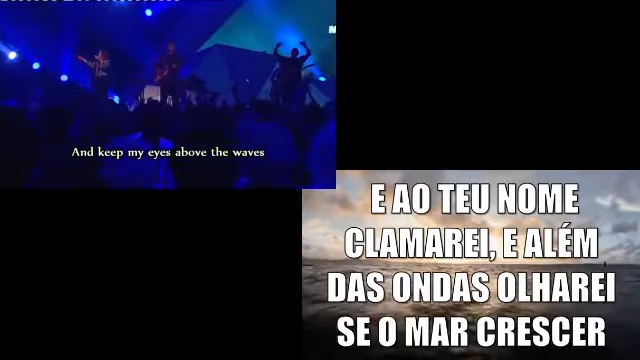 And keep my eyes above the waves
E AO TEU NOME
CLAMAREI, E ALÉM
DAS ONDAS OLHAREI
SE O MAR CRESCER